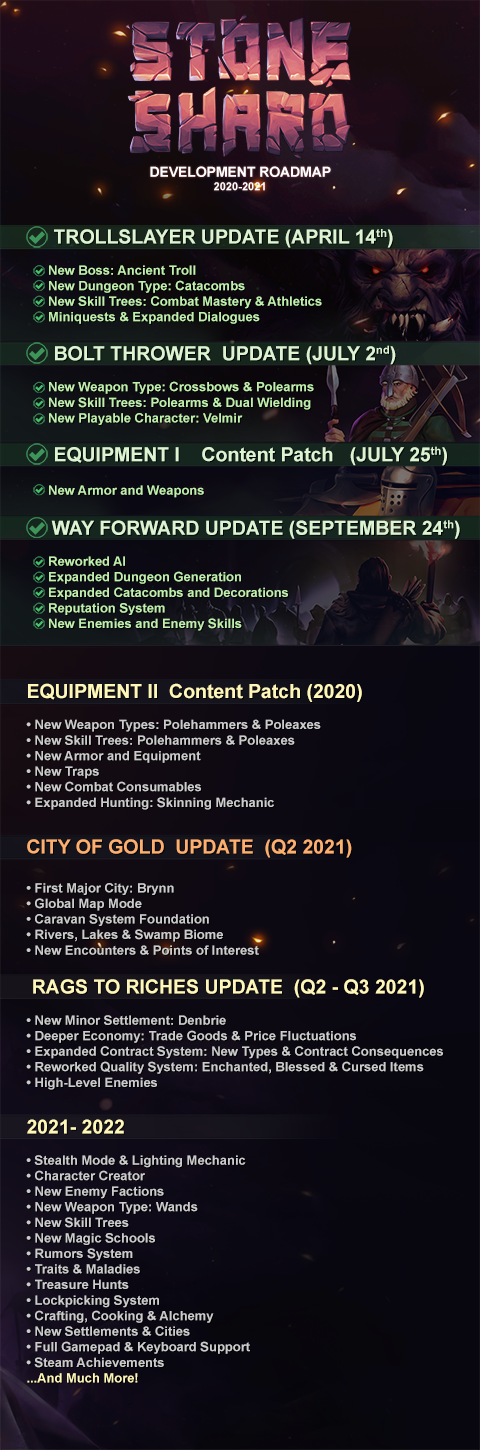 STONE
SHARD
DEVELOPMENT ROADMAP
2020-2021
TROLLSLAYER UPDATE (APRIL 14th)
New Boss: Ancient Troll
New Dungeon Type: Catacombs
New Skill Trees: Combat Mastery & Athletics
Miniquests & Expanded Dialogues
BOLT THROWER UPDATE (JULY 2nd)
New Weapon Type: Crossbows & Polearms
New Skill Trees: Polearms & Dual Wielding
New Playable Character: Velmir
EQUIPMENT I Content Patch (JULY 25th)
New Armor and Weapons
WAY FORWARD UPDATE (SEPTEMBER 24th)
Reworked AI
Expanded Dungeon Generation
Expanded Catacombs and Decorations
Reputation System
New Enemies and Enemy Skills
EQUIPMENT II Content Patch (2020)
• New Weapon Types: Polehammers & Poleaxes
• New Skill Trees: Polehammers & Poleaxes
• New Armor and Equipment
• New Traps
• New Combat Consumables
• Expanded Hunting: Skinning Mechanic
CITY OF GOLD UPDATE (Q2 2021)
• First Major City: Brynn
• Global Map Mode
• Caravan System Foundation
• Rivers, Lakes & Swamp Biome
• New Encounters & Points of Interest
RAGS TO RICHES UPDATE (Q2 - Q3 2021)
• New Minor Settlement: Denbrie
• Deeper Economy: Trade Goods & Price Fluctuations
• Expanded Contract System: New Types & Contract Consequences
• Reworked Quality System: Enchanted, Blessed & Cursed Items
• High-Level Enemies
2021- 2022
• Stealth Mode & Lighting Mechanic
• Character Creator
• New Enemy Factions
• New Weapon Type: Wands
• New Skill Trees
• New Magic Schools
• Rumors System
• Traits & Maladies
• Treasure Hunts
• Lockpicking System
• Crafting, Cooking & Alchemy
• New Settlements & Cities
• Full Gamepad & Keyboard Support
• Steam Achievements
...And Much More!